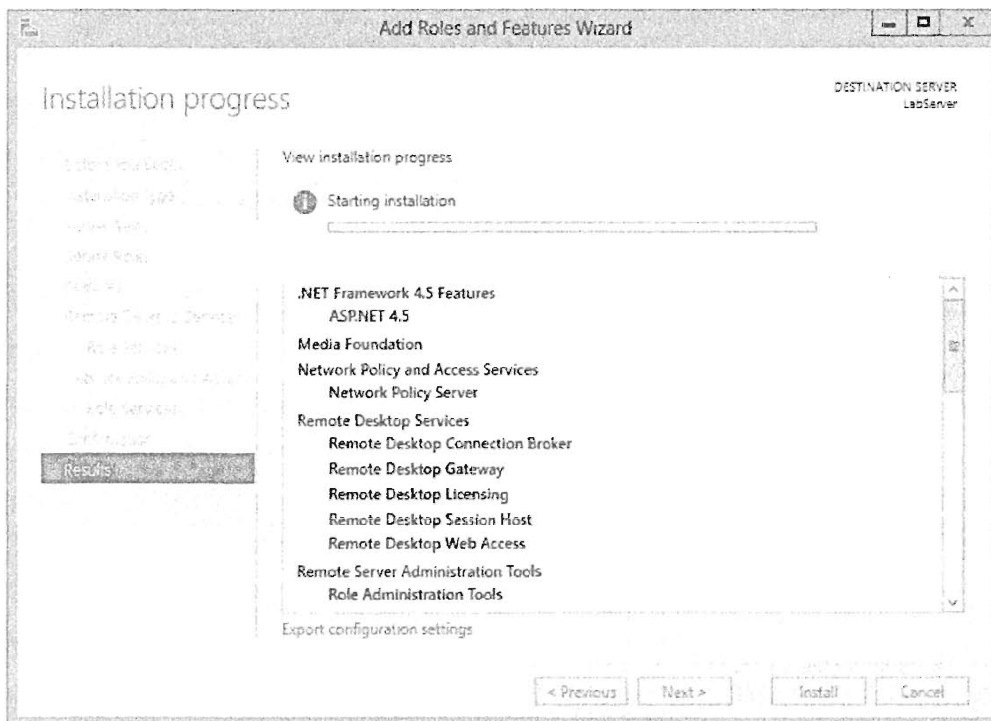 Add Roles and Features Wizard
Installation progress
DESTINATION SERVER
LabServer
View installation progress
Starting installation
.NET Framework 4.5 Features
ASP.NET 4.5
Media Foundation
Network Policy and Access Services
Network Policy Server
Remote Desktop Services
Remote Desktop Connection Broker
Remote Desktop Gateway
Remote Desktop Licensing
Remote Desktop Session Host
Remote Desktop Web Access
Remote Server Administration Tools
Role Administration Tools
Results
Export configuration settings
< Previous
Next >
Install
Cancel